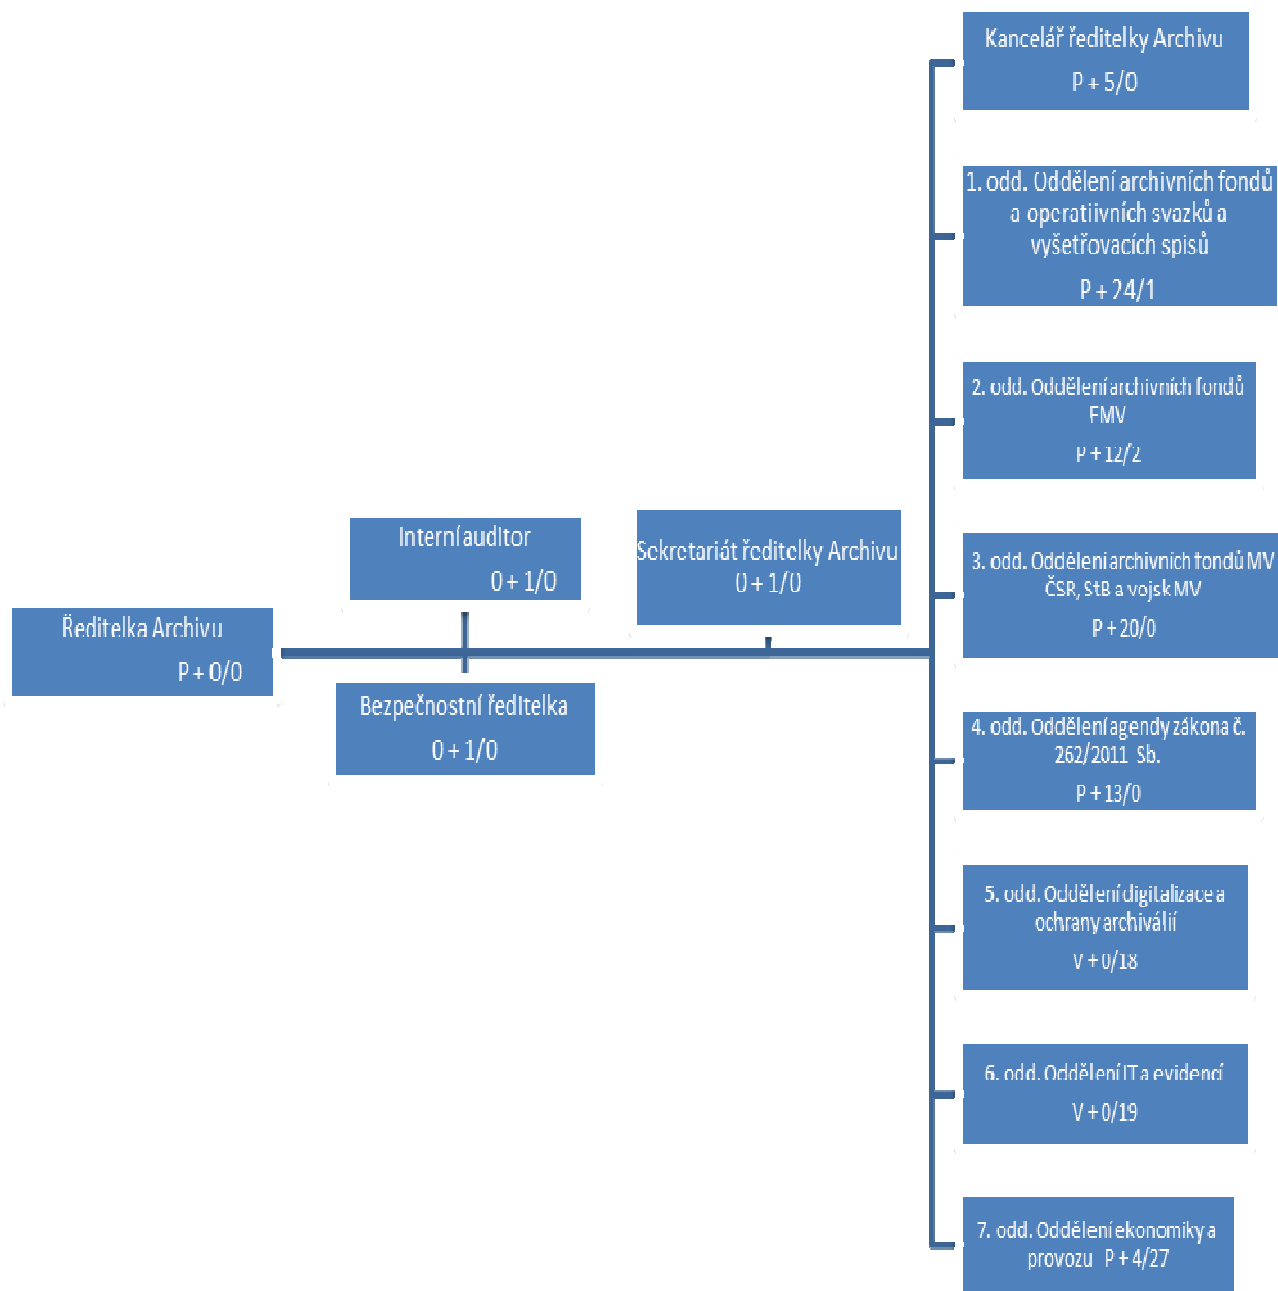 Kancelář ředitelky Archivu
P + 5/0
1. odd. Oddělení archivních fondů
a operatiivních svazků a
vyšetřovacích spisů
P + 24/1
2. odd. Oddělení archivních fondů
FMV
P + 12/2
Interní auditor
0 + 1/0
Sekretariát ředitelky Archivu
0 + 1/0
3. odd. Oddělení archivních fondů MV
ČSR, StB a vojsk MV
P + 20/0
Ředitelka Archivu
P + 0/0
Bezpečnostní ředitelka
0 + 1/0
4. odd. Oddělení agendy zákona č.
262/2011 Sb.
P + 13/0
5. odd. Oddělení digitalizace a
ochrany archiválií
V + 0/18
6. odd. Oddělení IT a evidencí
V + 0/19
7. odd. Oddělení ekonomiky a
provozu P + 4/27